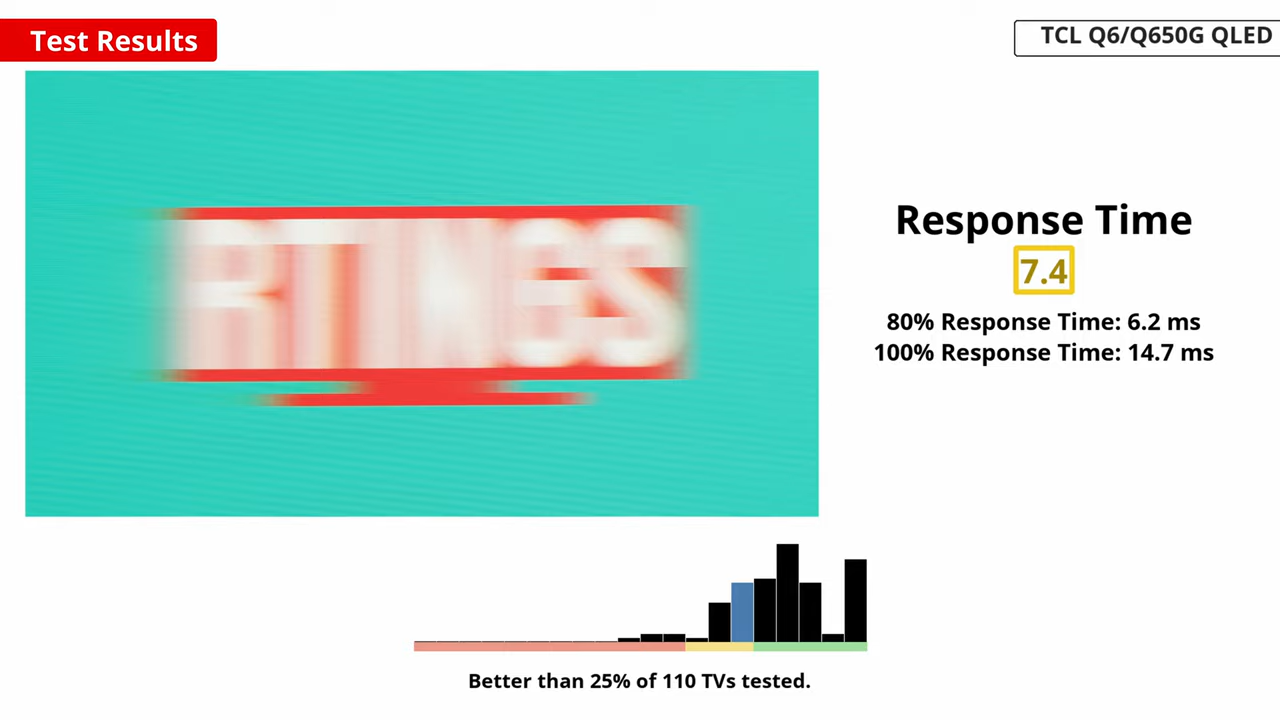 Test Results
TCL Q6/Q650G QLED
RTINGS
Response Time
7.4
80% Response Time: 6.2 ms
100% Response Time: 14.7 ms
Better than 25% of 110 TVs tested.